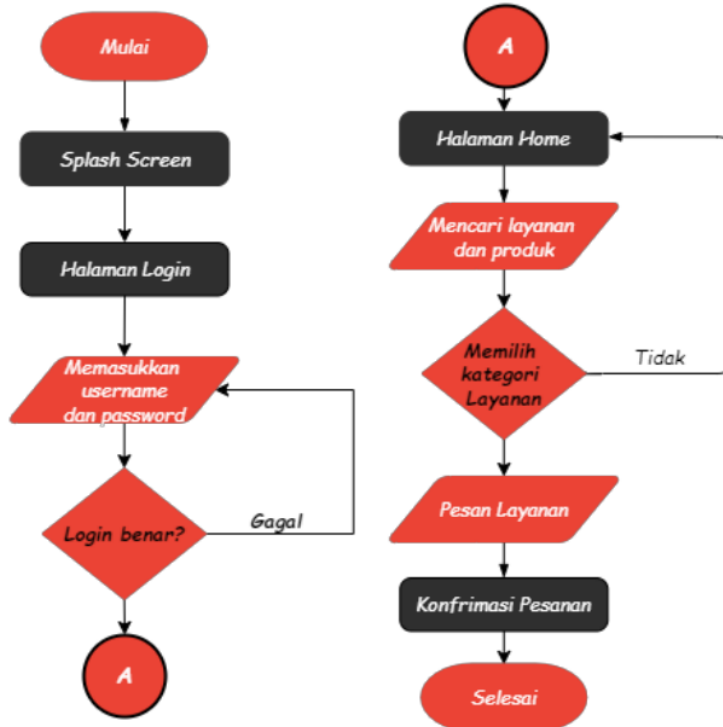 Mulai
Splash Screen
Halaman Login
Memasukkan
username
dan password
Login benar?
Gagal
A
A
Halaman Home
Mencari layanan
dan produk
Memilih
kategori
Layanan
Tidak
Pesan Layanan
Konfrimasi Pesanan
Selesai